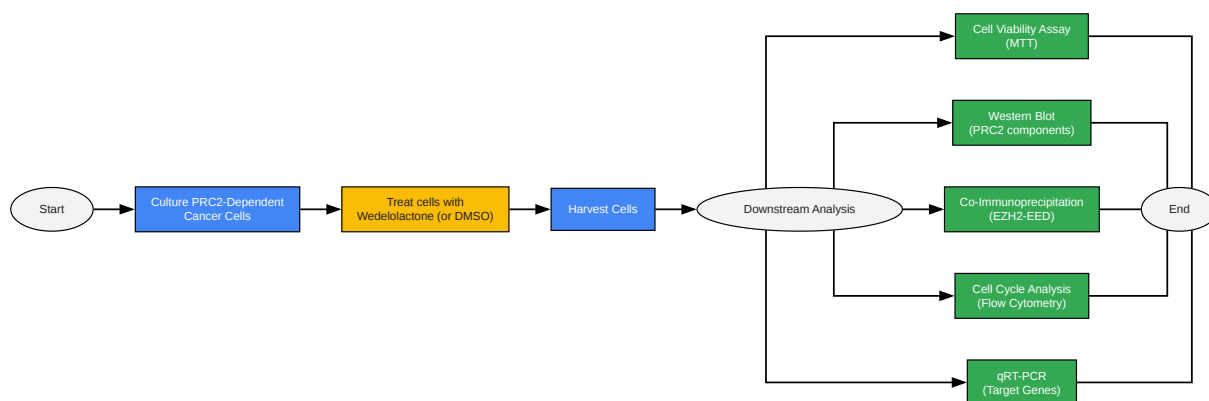 Start
Culture PRC2-Dependent
Cancer Cells
Treat cells with
Wedelolactone (or DMSO)
Harvest Cells
Downstream Analysis
Cell Viability Assay
(MTT)
Western Blot
(PRC2 components)
Co-Immunoprecipitation
(EZH2-EED)
Cell Cycle Analysis
(Flow Cytometry)
qRT-PCR
(Target Genes)
End